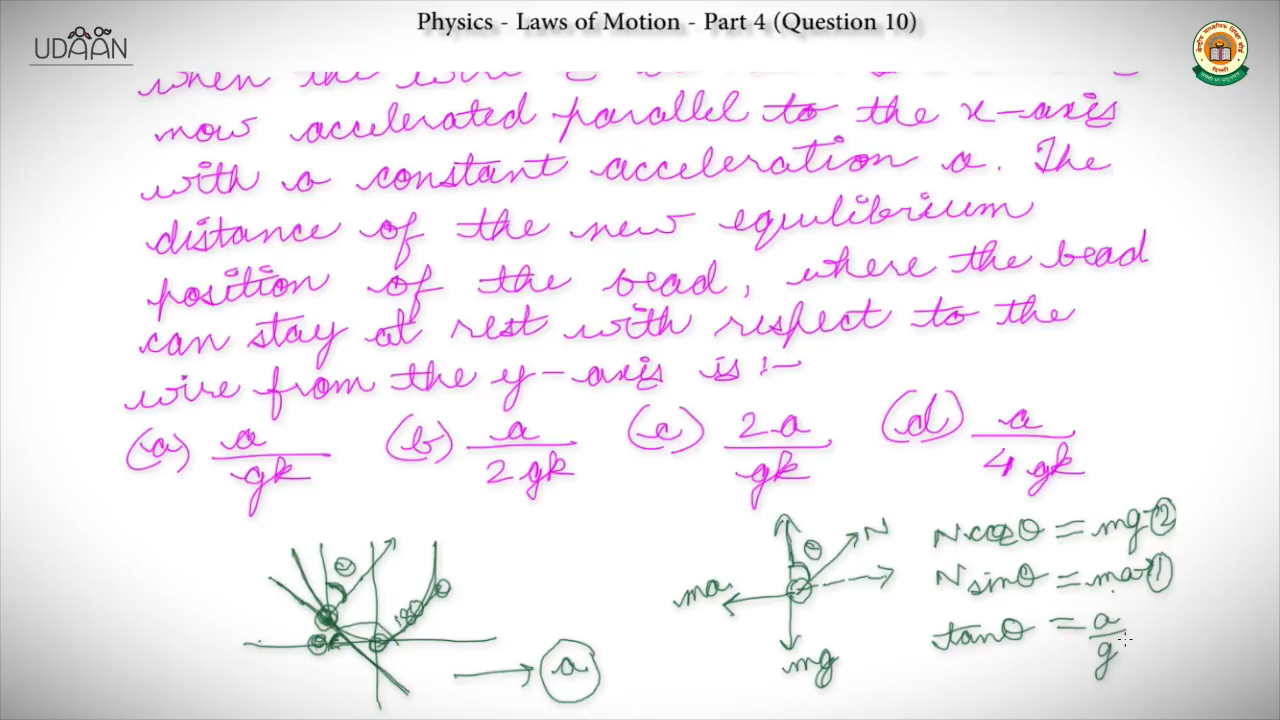 Physics - Laws of Motion - Part 4 (Question 10)
UDAAN
when the wire
now accelerated parallel to the x-axis
with a constant acceleration a. The
distance of the new equilibrium
position of the bead, where the bead
can stay at rest with respect to the
wire from the y-axis is :-
(a) a/gk (b) a/2gk (c) 2a/gk (d) a/4gk
θ
a
N
θ
ma
mg
N cosθ = mg -②
N sinθ = ma -①
tanθ = a/g